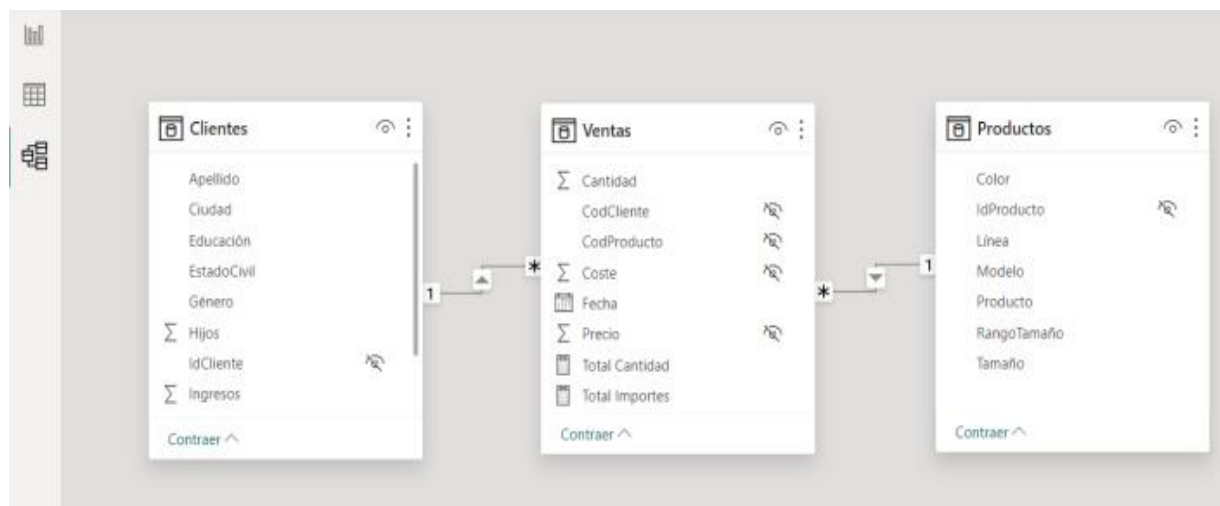 Clientes
Apellido
Ciudad
Educación
EstadoCivil
Género
Hijos
IdCliente
Ingresos
Contraer
1
*
Ventas
Cantidad
CodCliente
CodProducto
Coste
Fecha
Precio
Total Cantidad
Total Importes
Contraer
*
1
Productos
Color
IdProducto
Línea
Modelo
Producto
RangoTamaño
Tamaño
Contraer